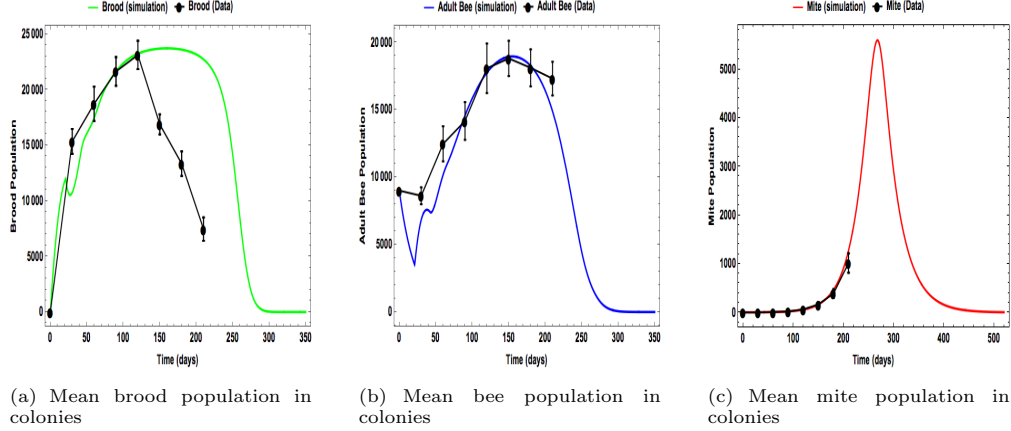 Brood (simulation) Brood (Data)
25 000
20 000
15 000
10 000
5000
0
Brood Population
0 50 100 150 200 250 300 350
Time (days)
(a) Mean brood population in
colonies
Adult Bee (simulation) Adult Bee (Data)
20 000
15 000
10 000
5000
0
Adult Bee Population
0 50 100 150 200 250 300 350
Time (days)
(b) Mean bee population in
colonies
Mite (simulation) Mite (Data)
5000
4000
3000
2000
1000
0
Mite Population
0 100 200 300 400 500
Time (days)
(c) Mean mite population in
colonies